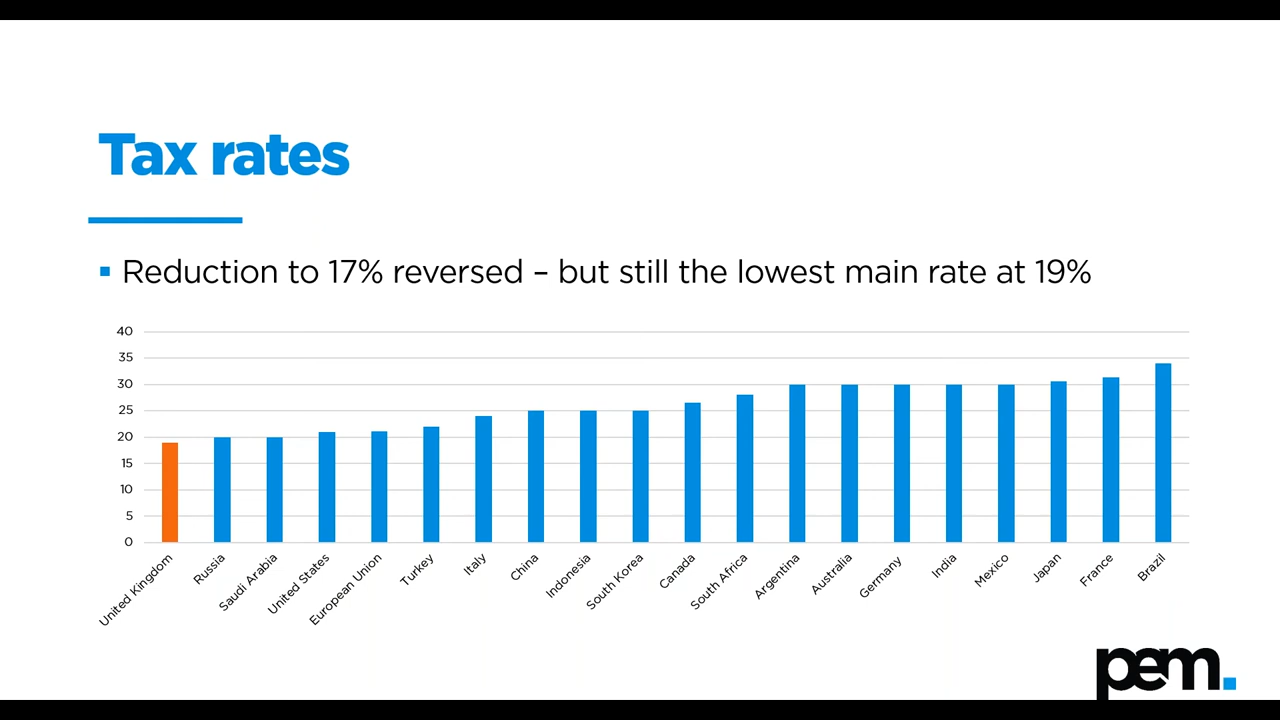 Tax rates
Reduction to 17% reversed – but still the lowest main rate at 19%
40
35
30
25
20
15
10
5
0
United Kingdom
Russia
Saudi Arabia
United States
European Union
Turkey
Italy
China
Indonesia
South Korea
Canada
South Africa
Argentina
Australia
Germany
India
Mexico
Japan
France
Brazil
pem.